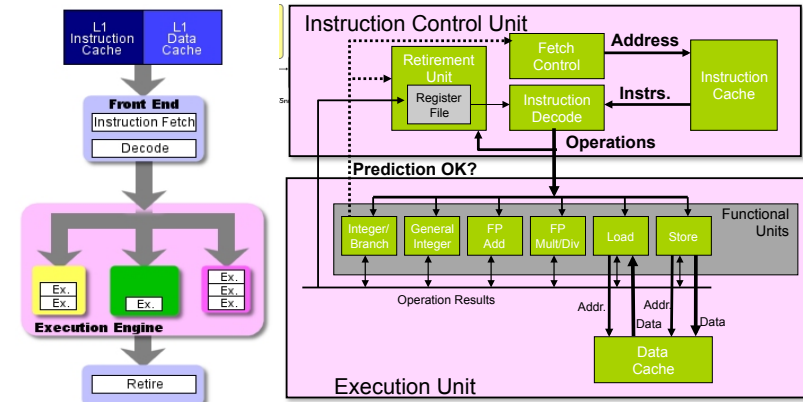 L1
Instruction
Cache
L1
Data
Cache
Front End
Instruction Fetch
Decode
Ex.
Ex.
Ex.
Ex.
Ex.
Ex.
Execution Engine
Retire
Instruction Control Unit
Retirement
Unit
Register
File
Fetch
Control
Address
Instruction
Decode
Instrs.
Instruction
Cache
Operations
Prediction OK?
Functional
Units
Integer/
Branch
General
Integer
FP
Add
FP
Mult/Div
Load
Store
Operation Results
Addr.
Addr.
Data
Data
Data
Cache
Execution Unit